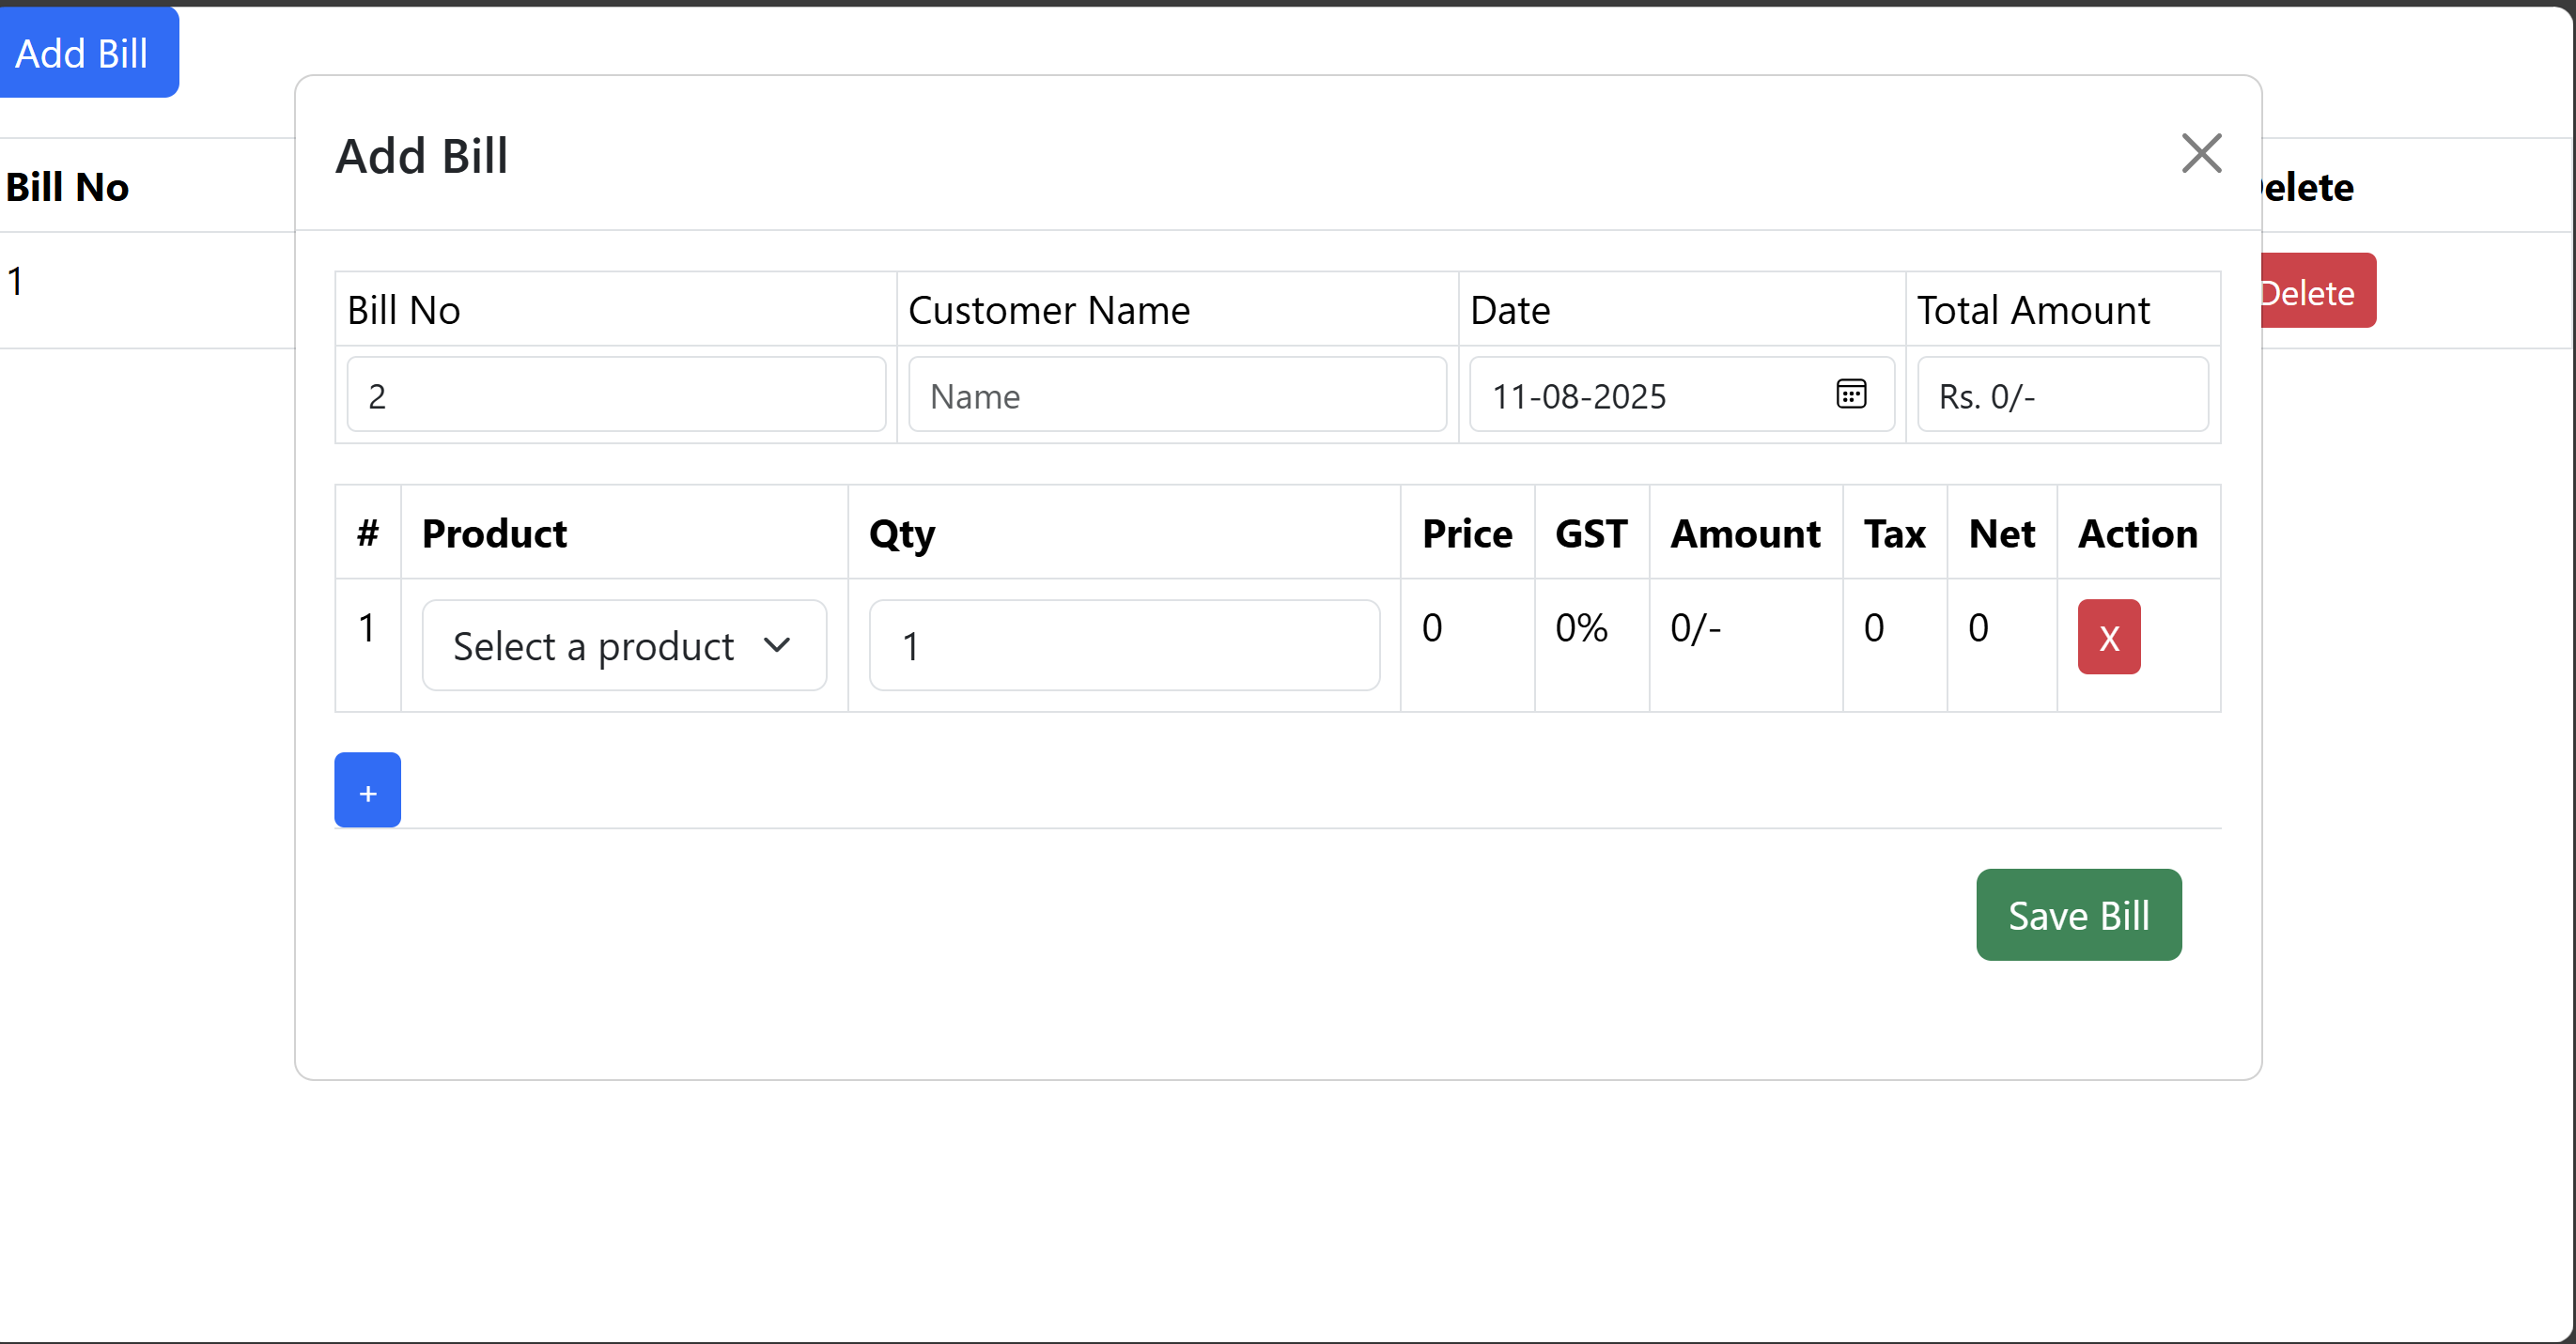 Add Bill
Add Bill
Bill No
elete
1
Delete
Bill No Customer Name Date Total Amount
2 Name 11-08-2025 Rs. 0/-
# Product Qty Price GST Amount Tax Net Action
1 Select a product 1 0 0% 0/- 0 0 X
+
Save Bill